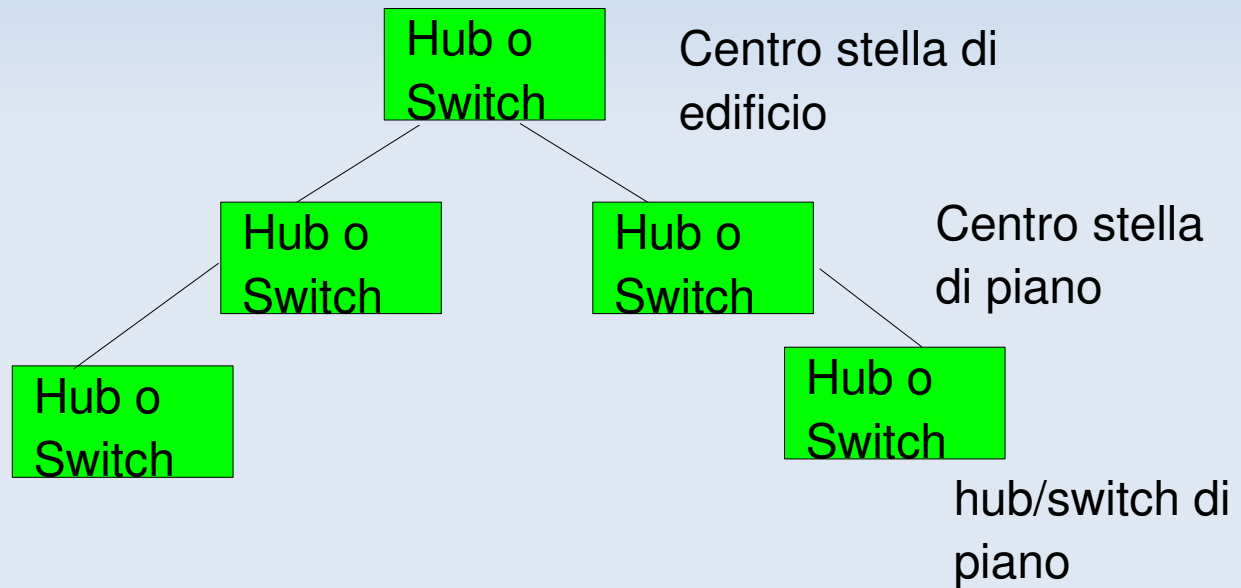 Hub o
Switch
Centro stella di
edificio
Hub o
Switch
Hub o
Switch
Centro stella
di piano
Hub o
Switch
Hub o
Switch
hub/switch di
piano